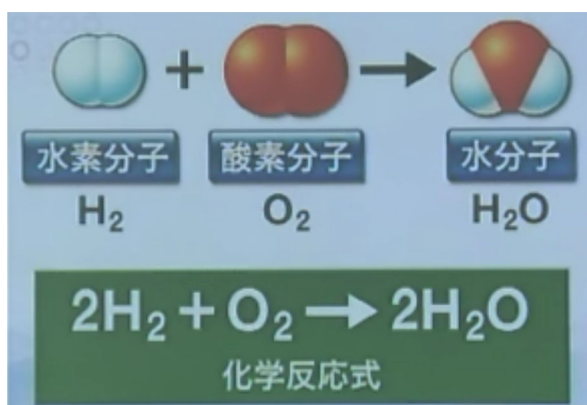 + →
水素分子 酸素分子 水分子
H₂ O₂ H₂O
2H₂+O₂→2H₂O
化学反応式